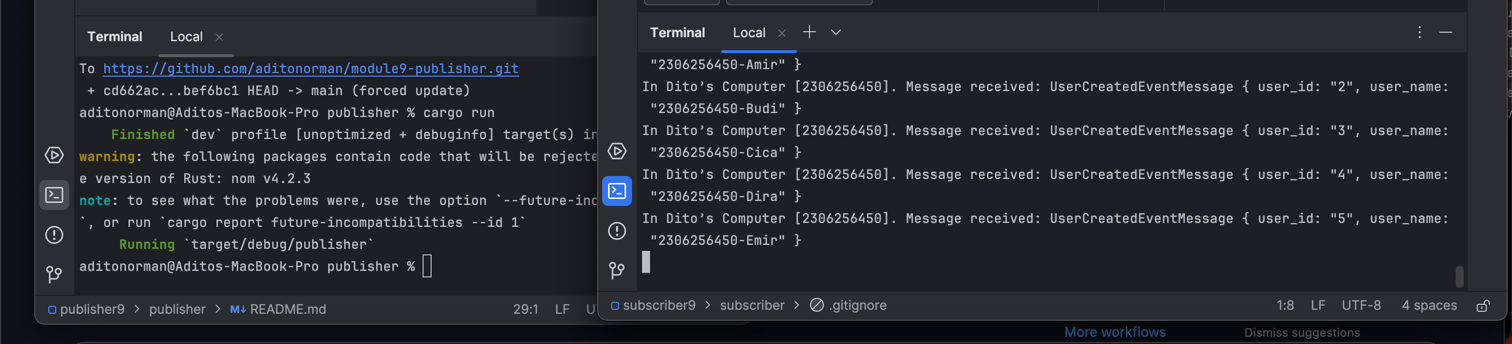 Terminal Local ×
To https://github.com/aditonorman/module9-publisher.git
+ cd662ac...bef6bc1 HEAD -> main (forced update)
aditonorman@Aditos-MacBook-Pro publisher % cargo run
Finished `dev` profile [unoptimized + debuginfo] target(s) in
warning: the following packages contain code that will be rejecte
e version of Rust: nom v4.2.3
note: to see what the problems were, use the option `--future-inc
`, or run `cargo report future-incompatibilities --id 1`
Running `target/debug/publisher`
aditonorman@Aditos-MacBook-Pro publisher %
publisher9 > publisher > M↓ README.md 29:1 LF U
Terminal Local × +
"2306256450-Amir" }
In Dito’s Computer [2306256450]. Message received: UserCreatedEventMessage { user_id: "2", user_name:
"2306256450-Budi" }
In Dito’s Computer [2306256450]. Message received: UserCreatedEventMessage { user_id: "3", user_name:
"2306256450-Cica" }
In Dito’s Computer [2306256450]. Message received: UserCreatedEventMessage { user_id: "4", user_name:
"2306256450-Dira" }
In Dito’s Computer [2306256450]. Message received: UserCreatedEventMessage { user_id: "5", user_name:
"2306256450-Emir" }
subscriber9 > subscriber > .gitignore 1:8 LF UTF-8 4 spaces
More workflows Dismiss suggestions